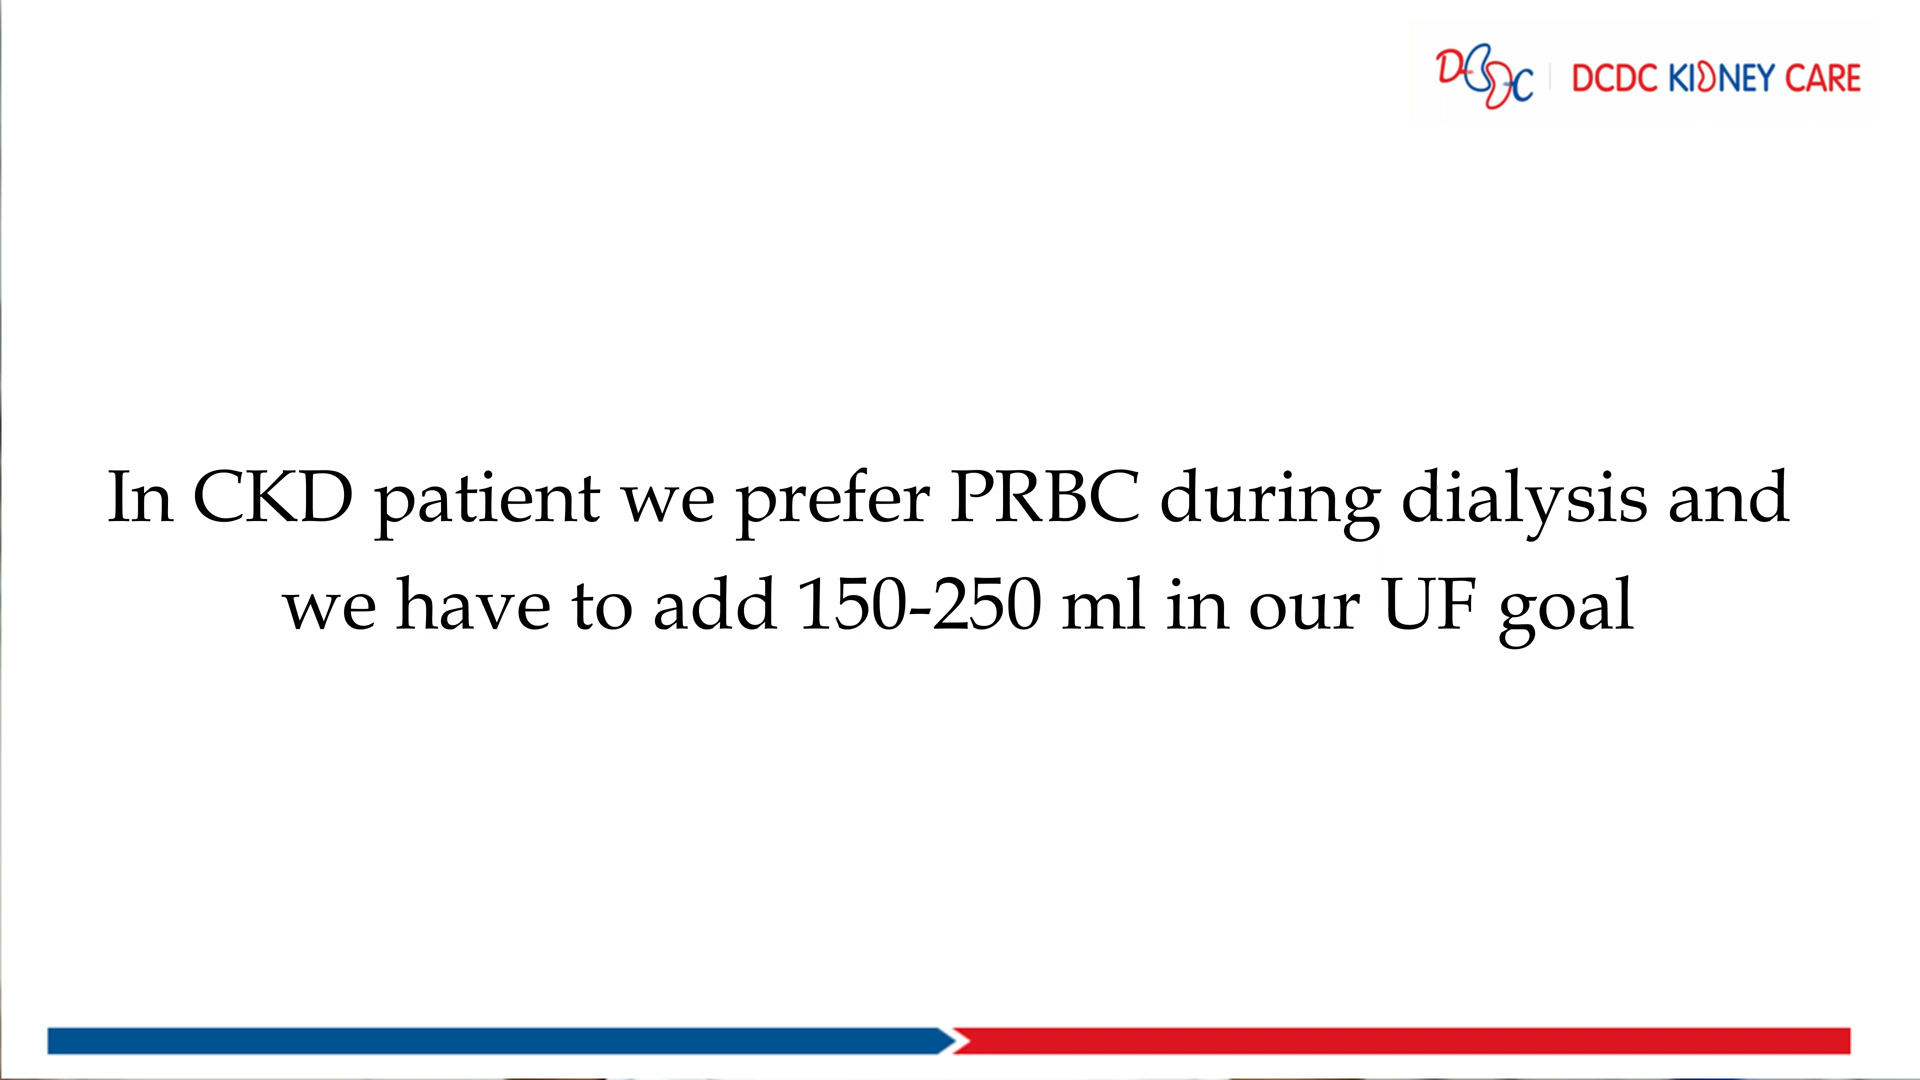 DCDC KIDNEY CARE
In CKD patient we prefer PRBC during dialysis and
we have to add 150-250 ml in our UF goal